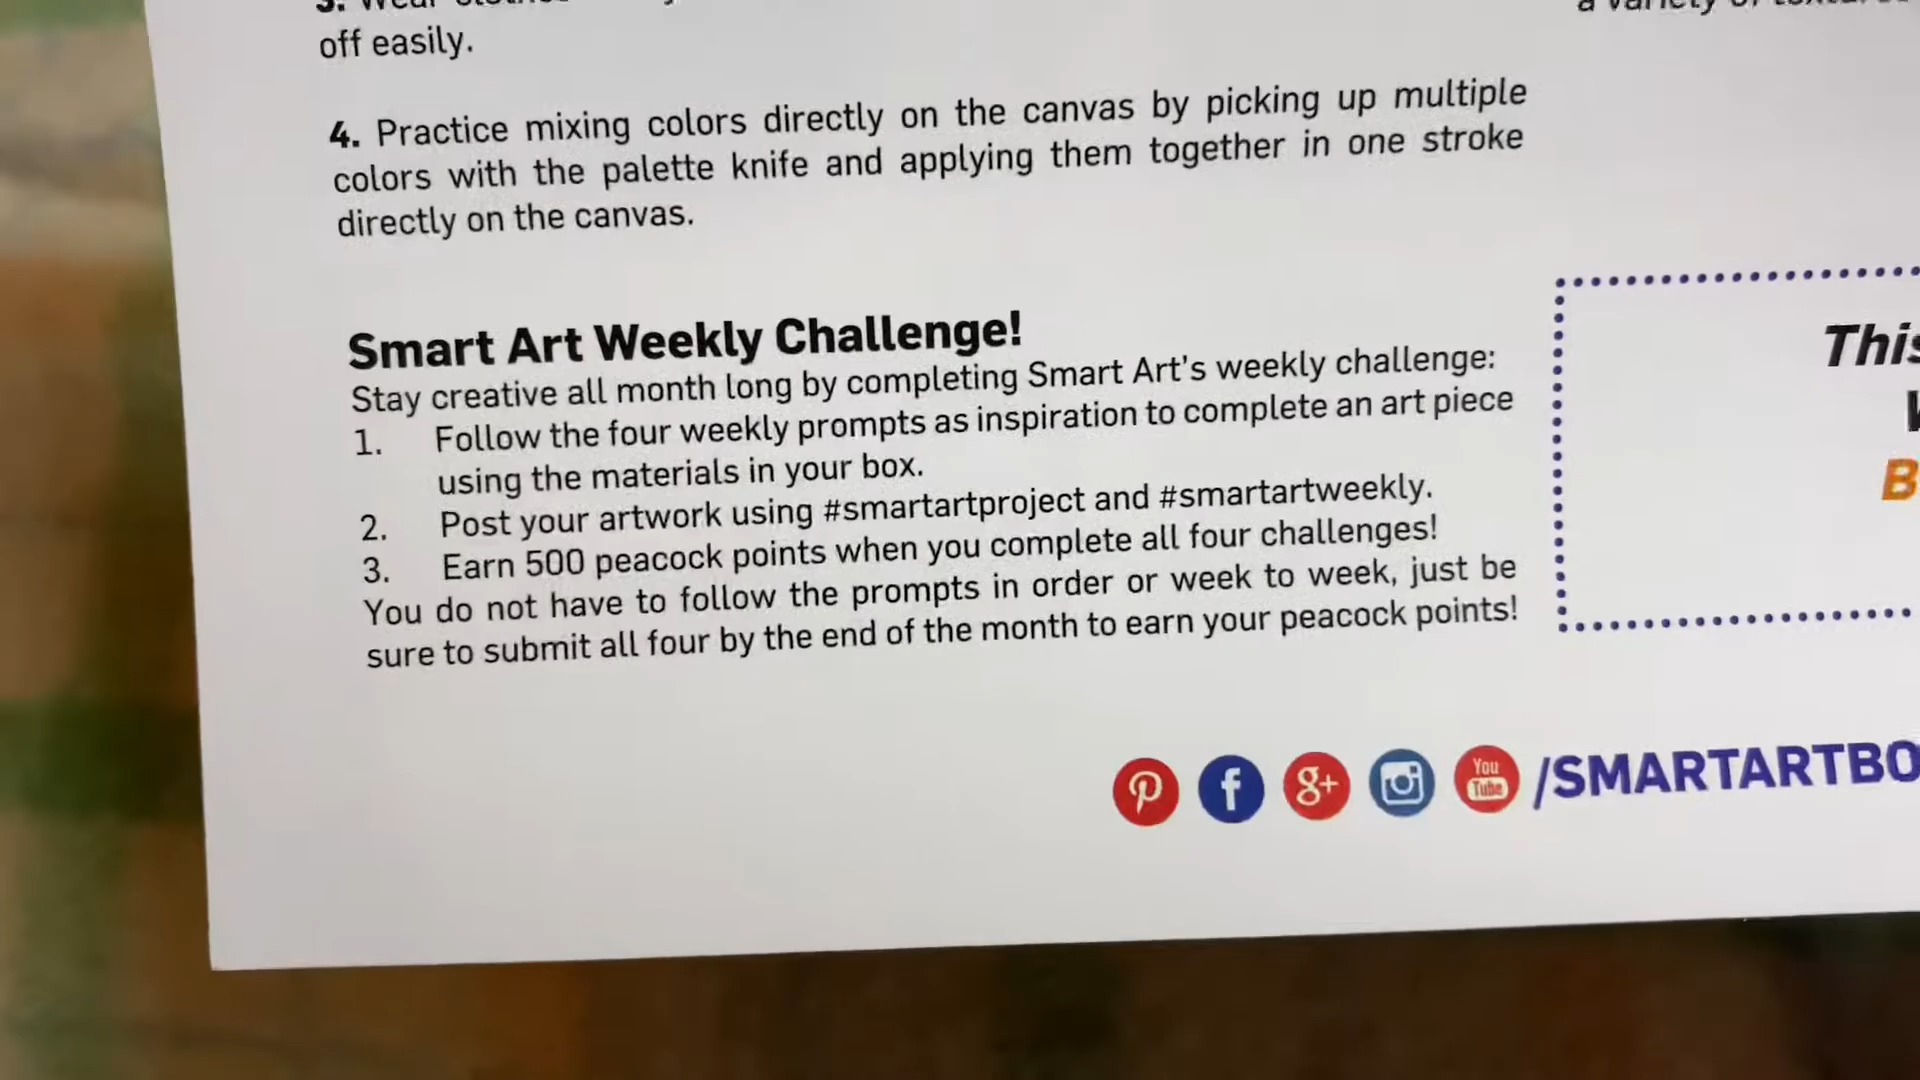 off easily.
4. Practice mixing colors directly on the canvas by picking up multiple
colors with the palette knife and applying them together in one stroke
directly on the canvas.
Smart Art Weekly Challenge!
Stay creative all month long by completing Smart Art's weekly challenge:
1. Follow the four weekly prompts as inspiration to complete an art piece
using the materials in your box.
2. Post your artwork using #smartartproject and #smartartweekly.
3. Earn 500 peacock points when you complete all four challenges!
You do not have to follow the prompts in order or week to week, just be
sure to submit all four by the end of the month to earn your peacock points!
This
B
g+
You
Tube
/SMARTARTBO